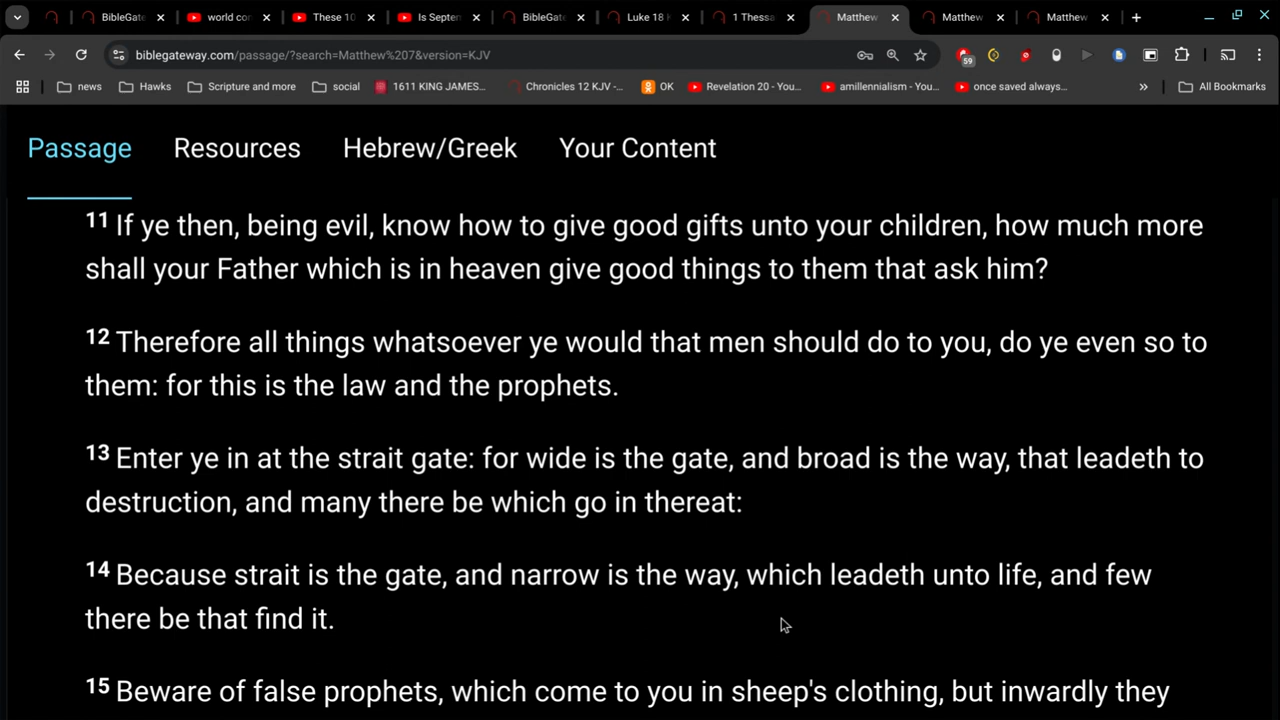 BibleGate
world cor
These 10
Is Septen
BibleGate
Luke 18 K
1 Thessa
Matthew
Matthew
Matthew
biblegateway.com/passage/?search=Matthew%207&version=KJV
59
news
Hawks
Scripture and more
social
1611 KING JAMES...
Chronicles 12 KJV -...
OK
Revelation 20 - You...
amillennialism - You...
once saved always...
»
All Bookmarks
Passage Resources Hebrew/Greek Your Content
11 If ye then, being evil, know how to give good gifts unto your children, how much more
shall your Father which is in heaven give good things to them that ask him?
12 Therefore all things whatsoever ye would that men should do to you, do ye even so to
them: for this is the law and the prophets.
13 Enter ye in at the strait gate: for wide is the gate, and broad is the way, that leadeth to
destruction, and many there be which go in thereat:
14 Because strait is the gate, and narrow is the way, which leadeth unto life, and few
there be that find it.
15 Beware of false prophets, which come to you in sheep's clothing, but inwardly they